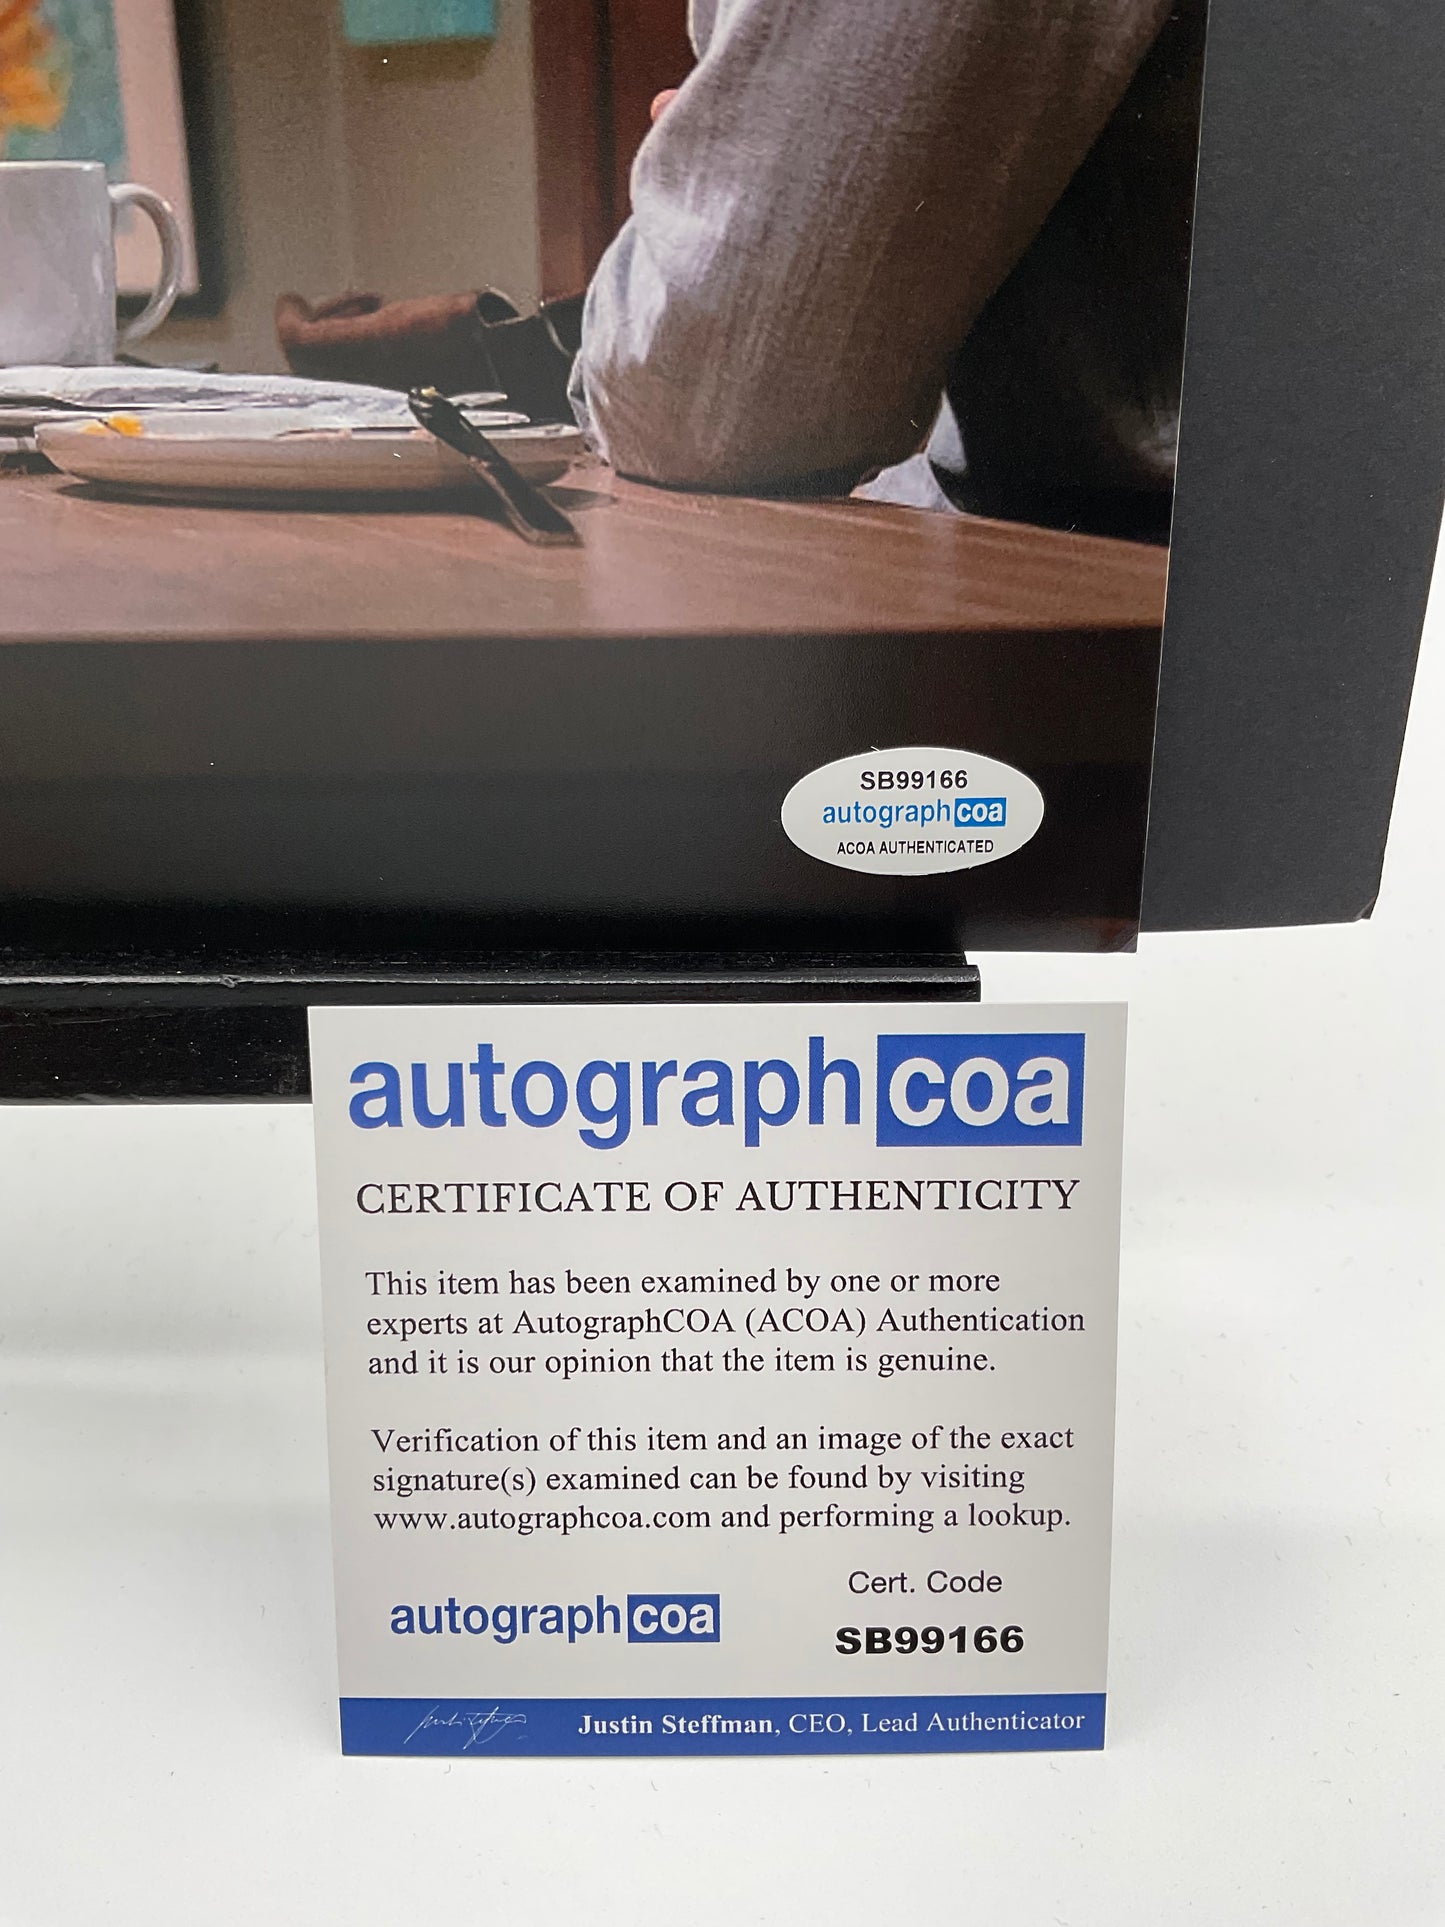 SB99166
autographcoa
ACOA AUTHENTICATED
autographcoa
CERTIFICATE OF AUTHENTICITY
This item has been examined by one or more
experts at AutographCOA (ACOA) Authentication
and it is our opinion that the item is genuine.
Verification of this item and an image of the exact
signature(s) examined can be found by visiting
www.autographcoa.com and performing a lookup.
Cert. Code
autographcoa
SB99166
Justin Steffman, CEO, Lead Authenticator